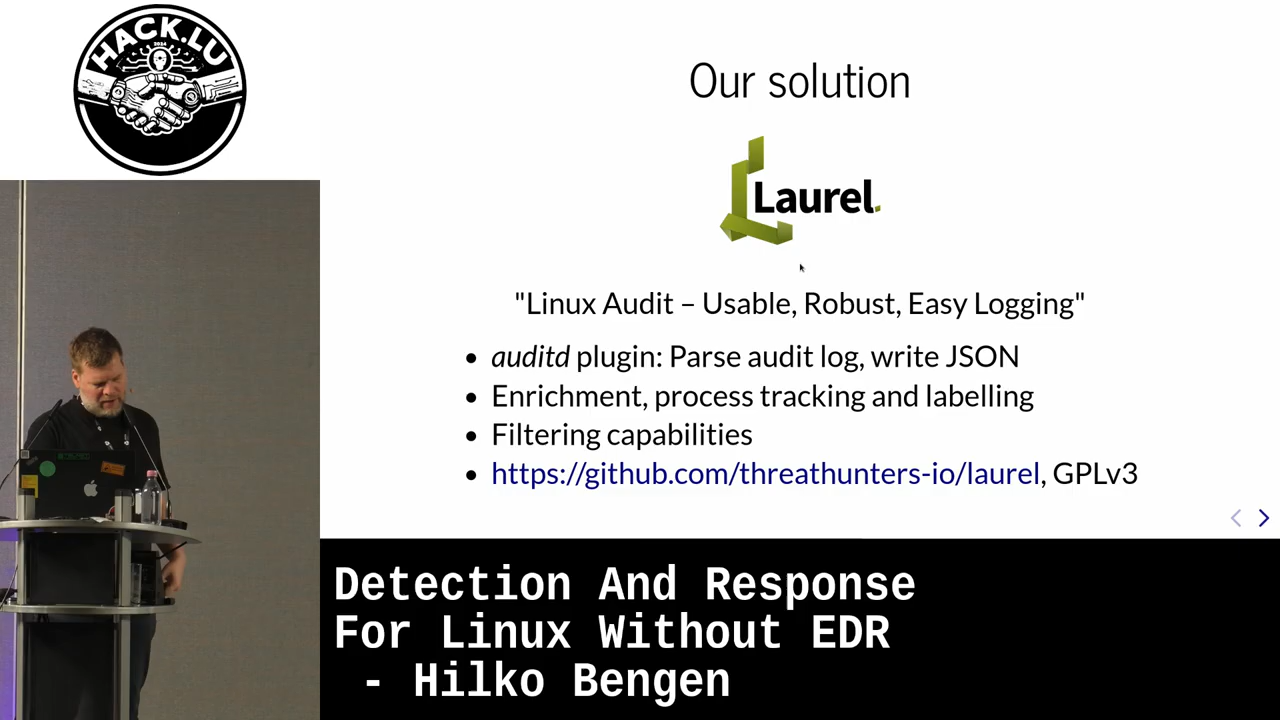 HACK.LU
2024
Our solution
Laurel.
"Linux Audit – Usable, Robust, Easy Logging"
• auditd plugin: Parse audit log, write JSON
• Enrichment, process tracking and labelling
• Filtering capabilities
• https://github.com/threathunters-io/laurel, GPLv3
Detection And Response
For Linux Without EDR
- Hilko Bengen